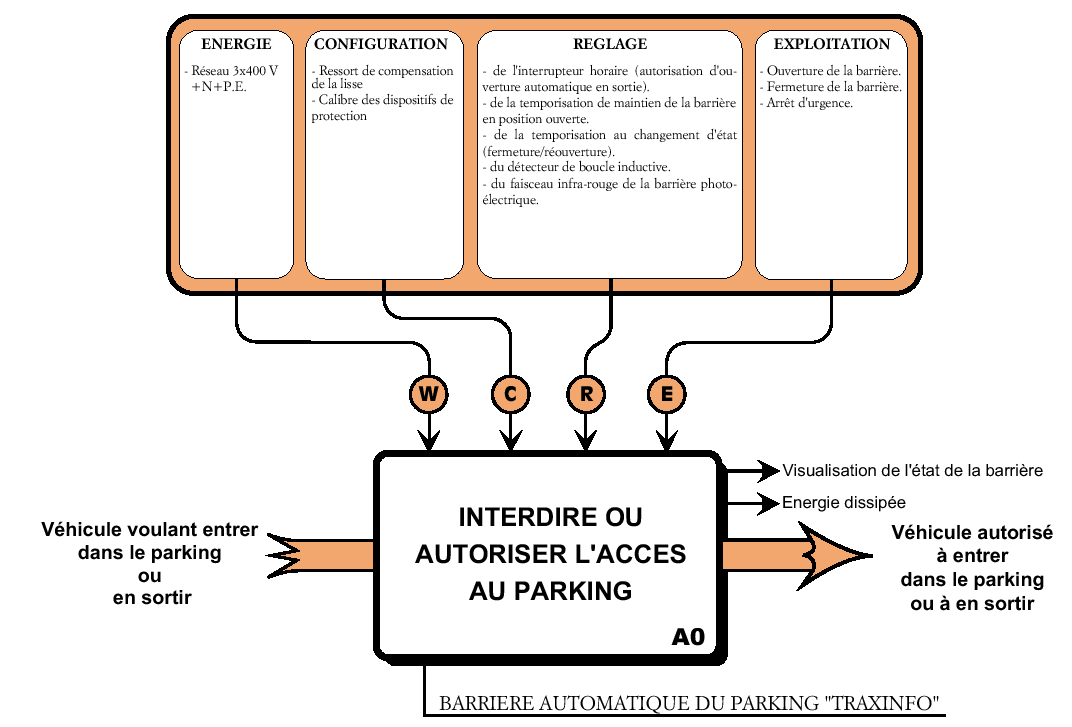 ENERGIE
- Réseau 3x400 V
+N+P.E.
CONFIGURATION
- Ressort de compensation
de la lisse
- Calibre des dispositifs de
protection
REGLAGE
- de l'interrupteur horaire (autorisation d'ou-
verture automatique en sortie).
- de la temporisation de maintien de la barrière
en position ouverte.
- de la temporisation au changement d'état
(fermeture/réouverture).
- du détecteur de boucle inductive.
- du faisceau infra-rouge de la barrière photo-
électrique.
EXPLOITATION
- Ouverture de la barrière.
- Fermeture de la barrière.
- Arrêt d'urgence.
W
C
R
E
Véhicule voulant entrer
dans le parking
ou
en sortir
INTERDIRE OU
AUTORISER L'ACCES
AU PARKING
A0
Visualisation de l'état de la barrière
Energie dissipée
Véhicule autorisé
à entrer
dans le parking
ou à en sortir
BARRIERE AUTOMATIQUE DU PARKING "TRAXINFO"